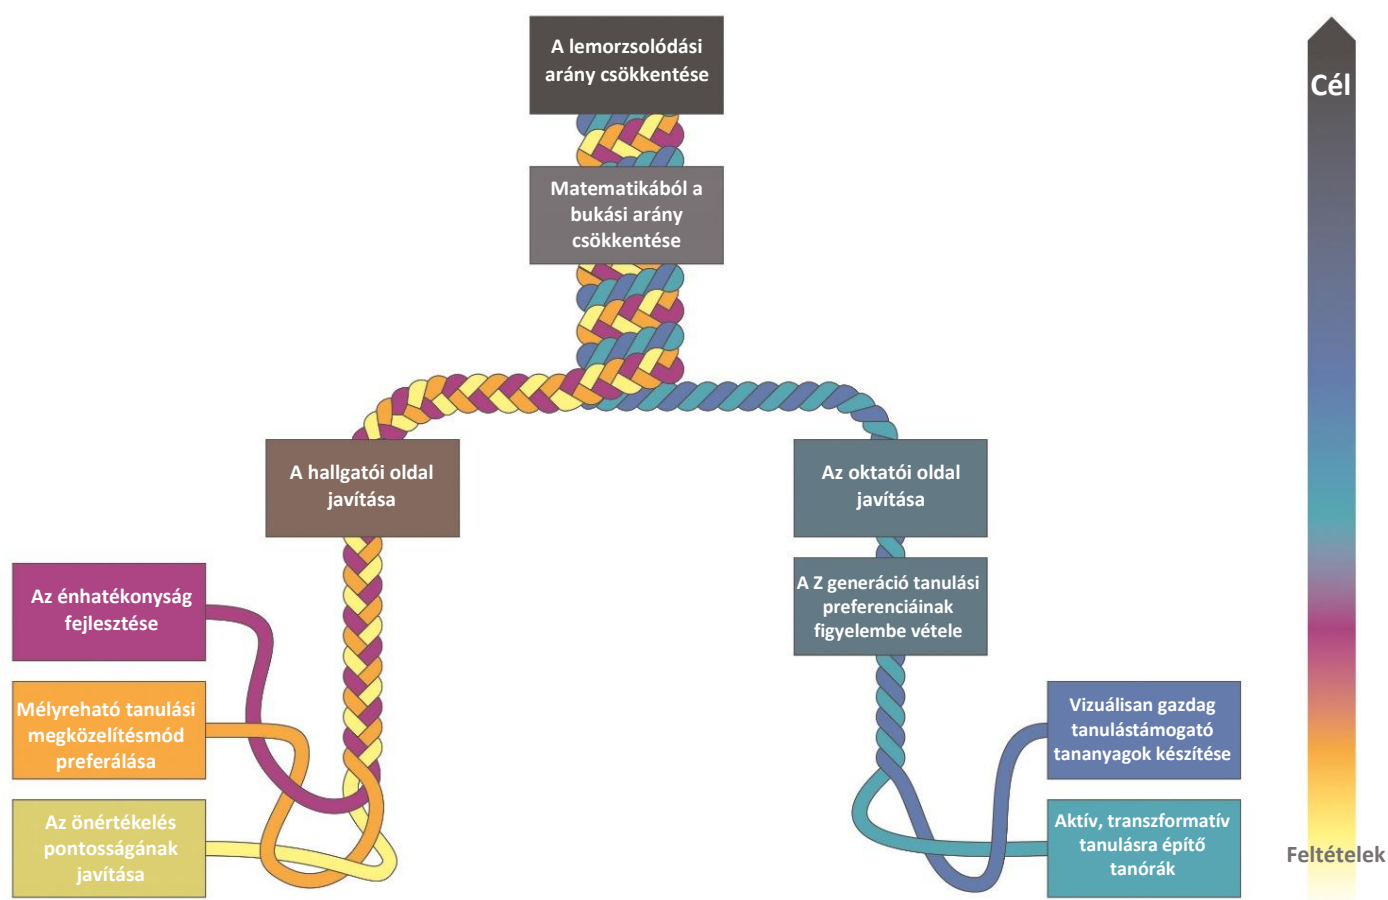 A lemorzsolódási
arány csökkentése
Cél
Matematikából a
bukási arány
csökkentése
A hallgatói oldal
javítása
Az oktatói oldal
javítása
A Z generáció tanulási
preferenciáinak
figyelembe vétele
Az énhatékonyság
fejlesztése
Mélyreható tanulási
megközelítésmód
preferálása
Az önértékelés
pontosságának
javítása
Vizuálisan gazdag
tanulástámogató
tananyagok készítése
Aktív, transzformatív
tanulásra építő
tanórák
Feltételek